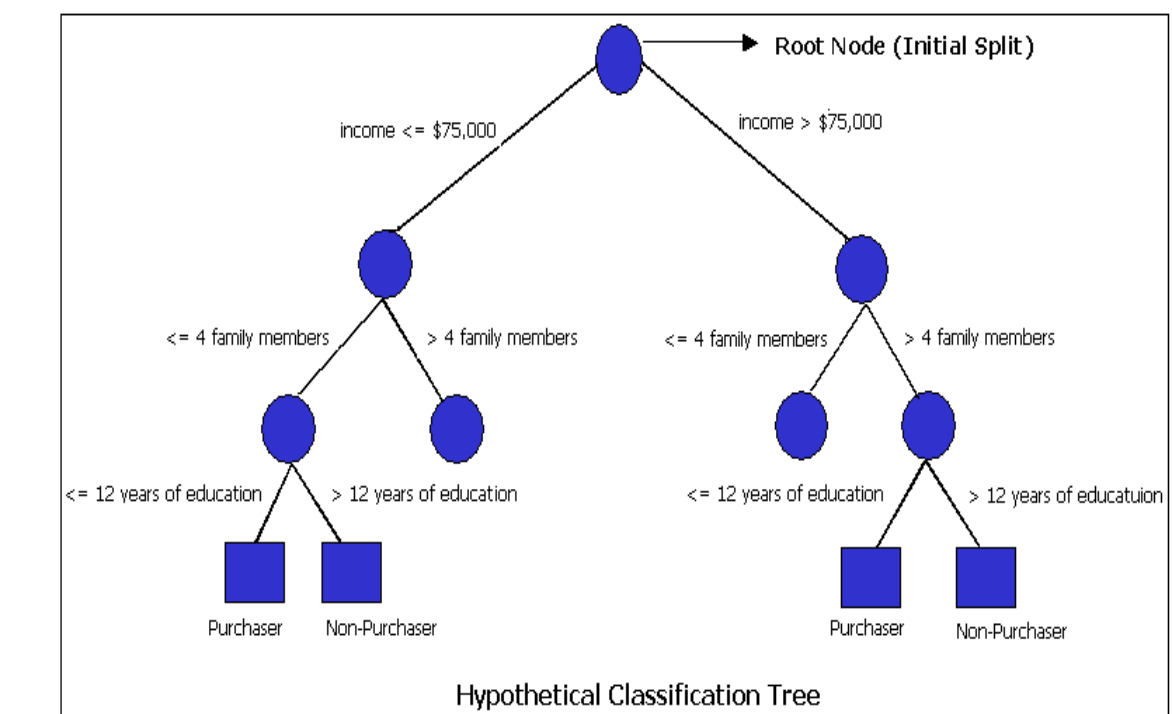 Root Node (Initial Split)
income <= $75,000
income > $75,000
<= 4 family members
> 4 family members
<= 4 family members
> 4 family members
<= 12 years of education
> 12 years of education
<= 12 years of education
> 12 years of educatuion
Purchaser
Non-Purchaser
Purchaser
Non-Purchaser
Hypothetical Classification Tree